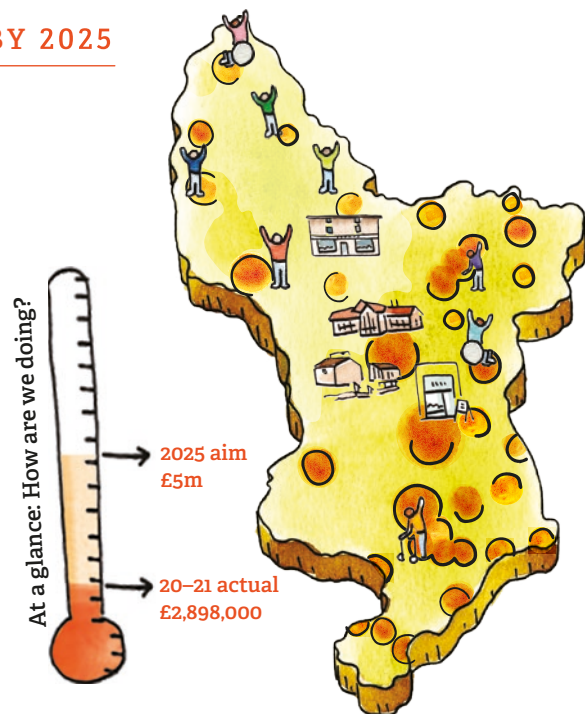 BY 2025
At a glance: How are we doing?
2025 aim
£5m
20–21 actual
£2,898,000